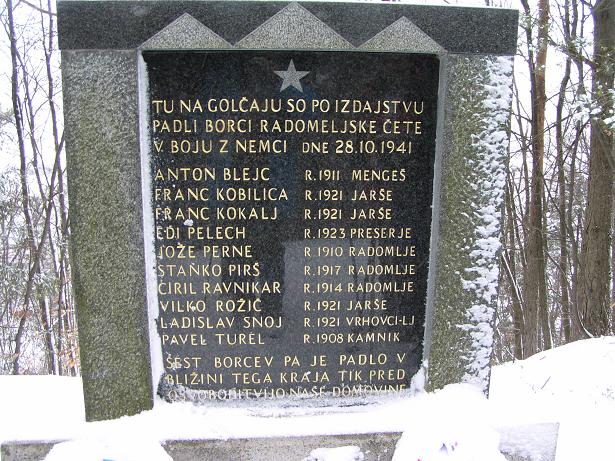 TU NA GOLČAJU SO PO IZDAJSTVU
PADLI BORCI RADOMELJSKE ČETE
V BOJU Z NEMCI DNE 28.10.1941
ANTON BLEJC R.1911 MENGEŠ
FRANC KOBILICA R.1921 JARŠE
FRANC KOKALJ R.1921 JARŠE
EDI PELECH R.1923 PRESERJE
JOŽE PERNE R.1910 RADOMLJE
STANKO PIRŠ R.1917 RADOMLJE
CIRIL RAVNIKAR R.1914 RADOMLJE
VILKO ROŽIČ R.1921 JARŠE
LADISLAV SNOJ R.1921 VRHOVCI-LJ
PAVEL TUREL R.1908 KAMNIK
ŠEST BORCEV PA JE PADLO V
BLIŽINI TEGA KRAJA TIK PRED
OSVOBODITVIJO NAŠE DOMOVINE